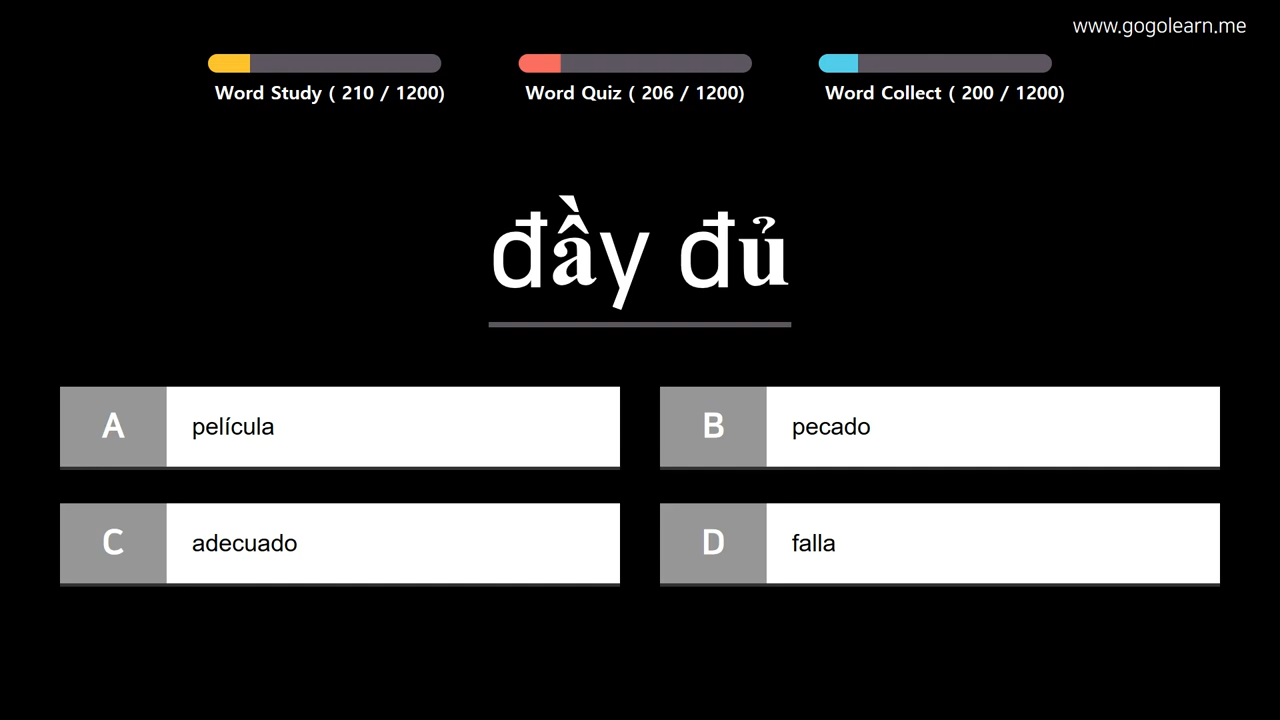 www.gogolearn.me
Word Study ( 210 / 1200)
Word Quiz ( 206 / 1200)
Word Collect ( 200 / 1200)
đầy đủ
A película
B pecado
C adecuado
D falla